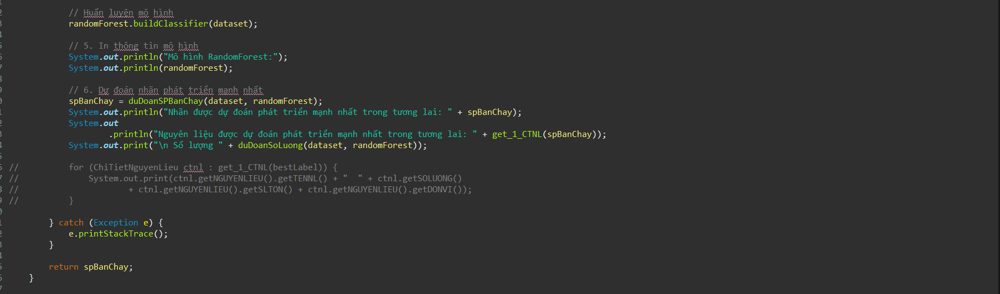 // Huấn luyện mô hình
randomForest.buildClassifier(dataset);
// 5. In thông tin mô hình
System.out.println("Mô hình RandomForest:");
System.out.println(randomForest);
// 6. Dự đoán nhãn phát triển mạnh nhất
spBanChay = duDoanSPBanChay(dataset, randomForest);
System.out.println("Nhãn được dự đoán phát triển mạnh nhất trong tương lai: " + spBanChay);
System.out
.println("Nguyên liệu được dự đoán phát triển mạnh nhất trong tương lai: " + get_1_CTNL(spBanChay));
System.out.print("\n Số lượng " + duDoanSoLuong(dataset, randomForest));
// for (ChiTietNguyenLieu ctnl : get_1_CTNL(bestLabel)) {
// System.out.print(ctnl.getNGUYENLIEU().getTENNL() + "  " + ctnl.getSOLUONG()
// + ctnl.getNGUYENLIEU().getSLTON() + ctnl.getNGUYENLIEU().getDONVI());
// }
} catch (Exception e) {
e.printStackTrace();
}
return spBanChay;
}